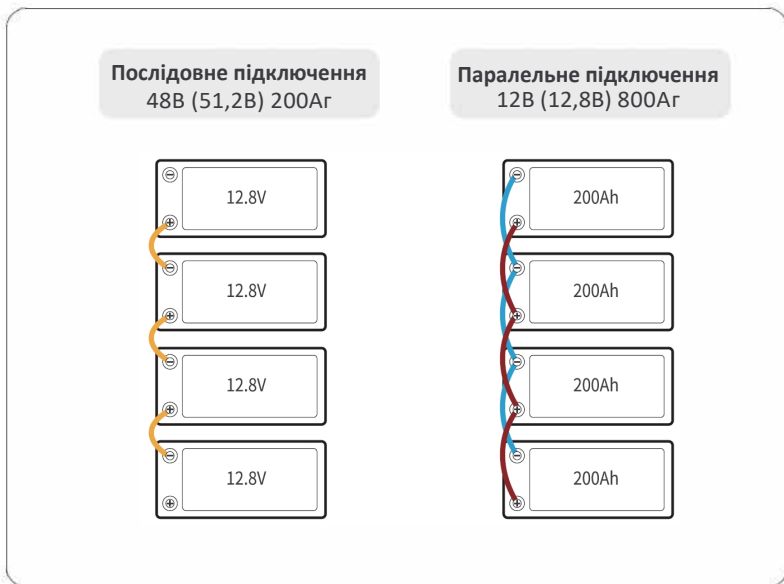 Послідовне підключення
48В (51,2В) 200Аг
12.8V
12.8V
12.8V
12.8V
Паралельне підключення
12В (12,8В) 800Аг
200Ah
200Ah
200Ah
200Ah